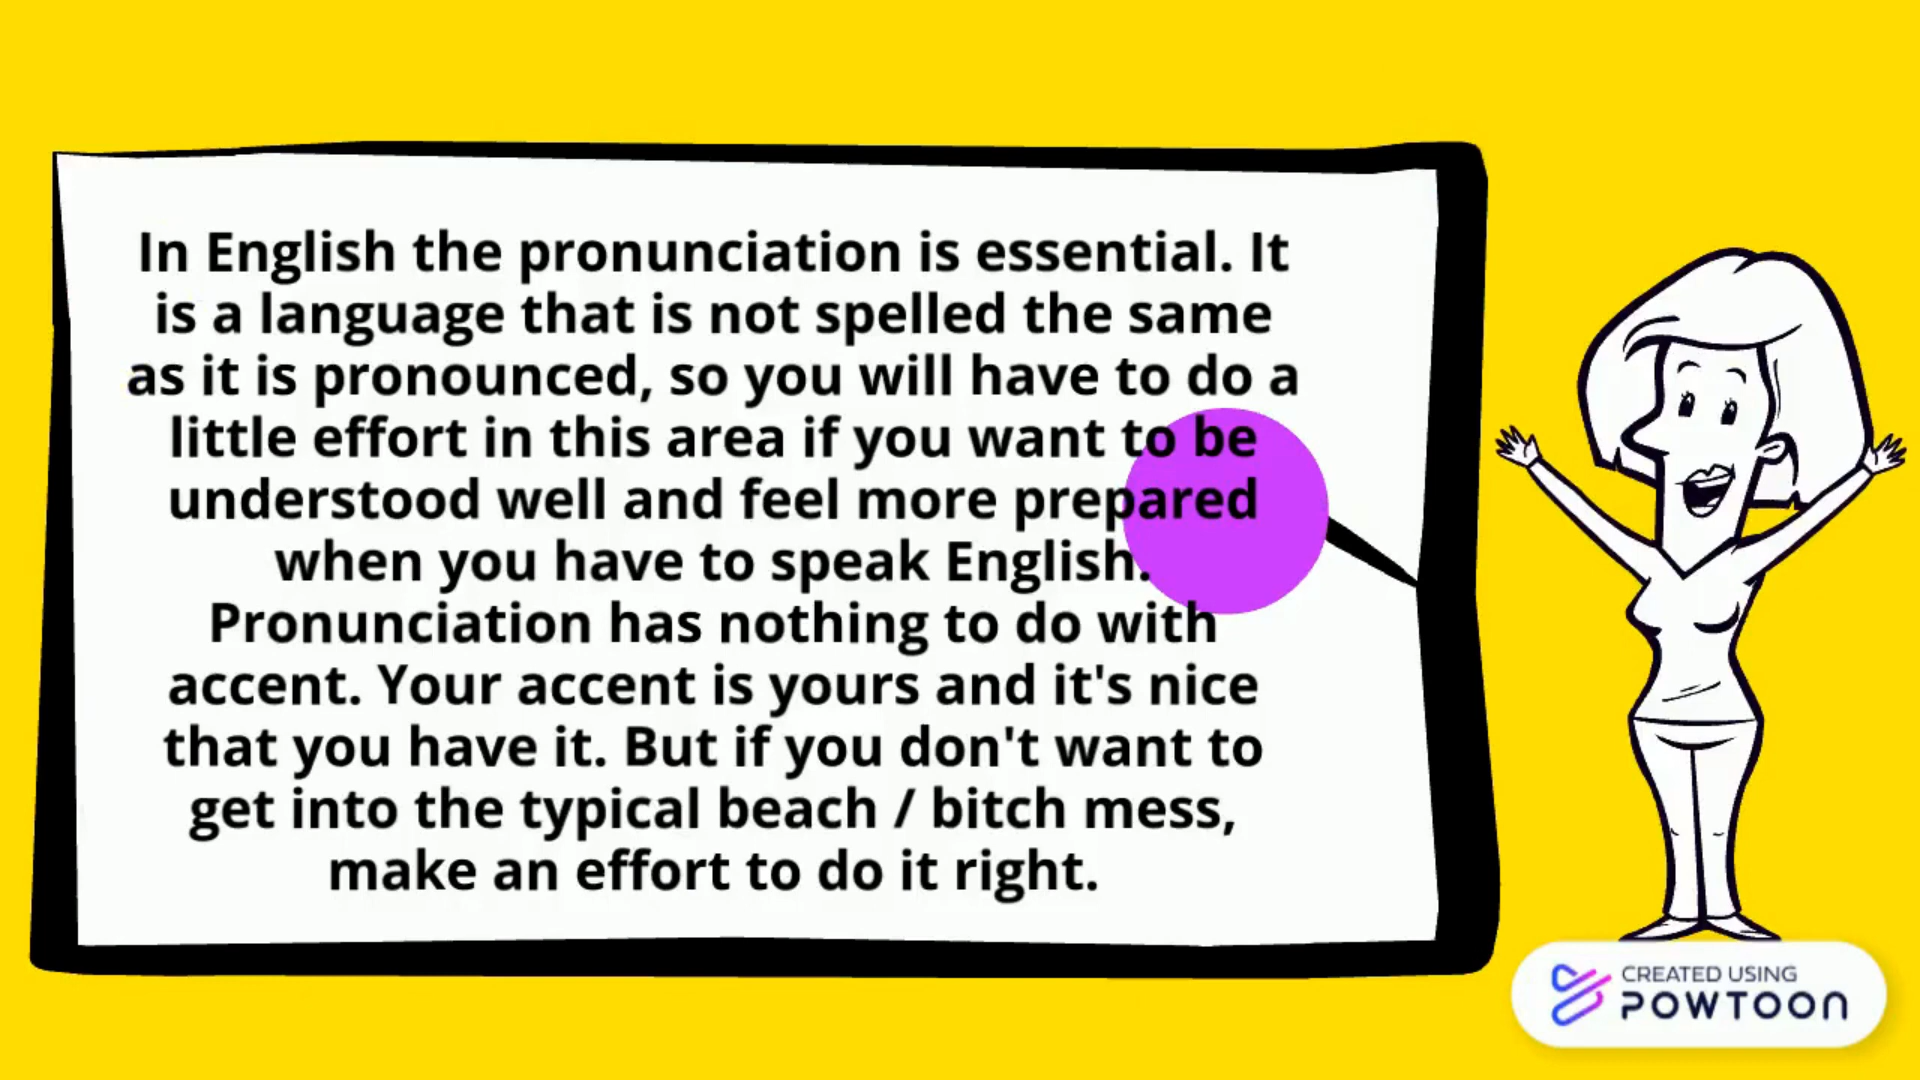 In English the pronunciation is essential. It
is a language that is not spelled the same
as it is pronounced, so you will have to do a
little effort in this area if you want to be
understood well and feel more prepared
when you have to speak English.
Pronunciation has nothing to do with
accent. Your accent is yours and it's nice
that you have it. But if you don't want to
get into the typical beach / bitch mess,
make an effort to do it right.
CREATED USING
POWTOON